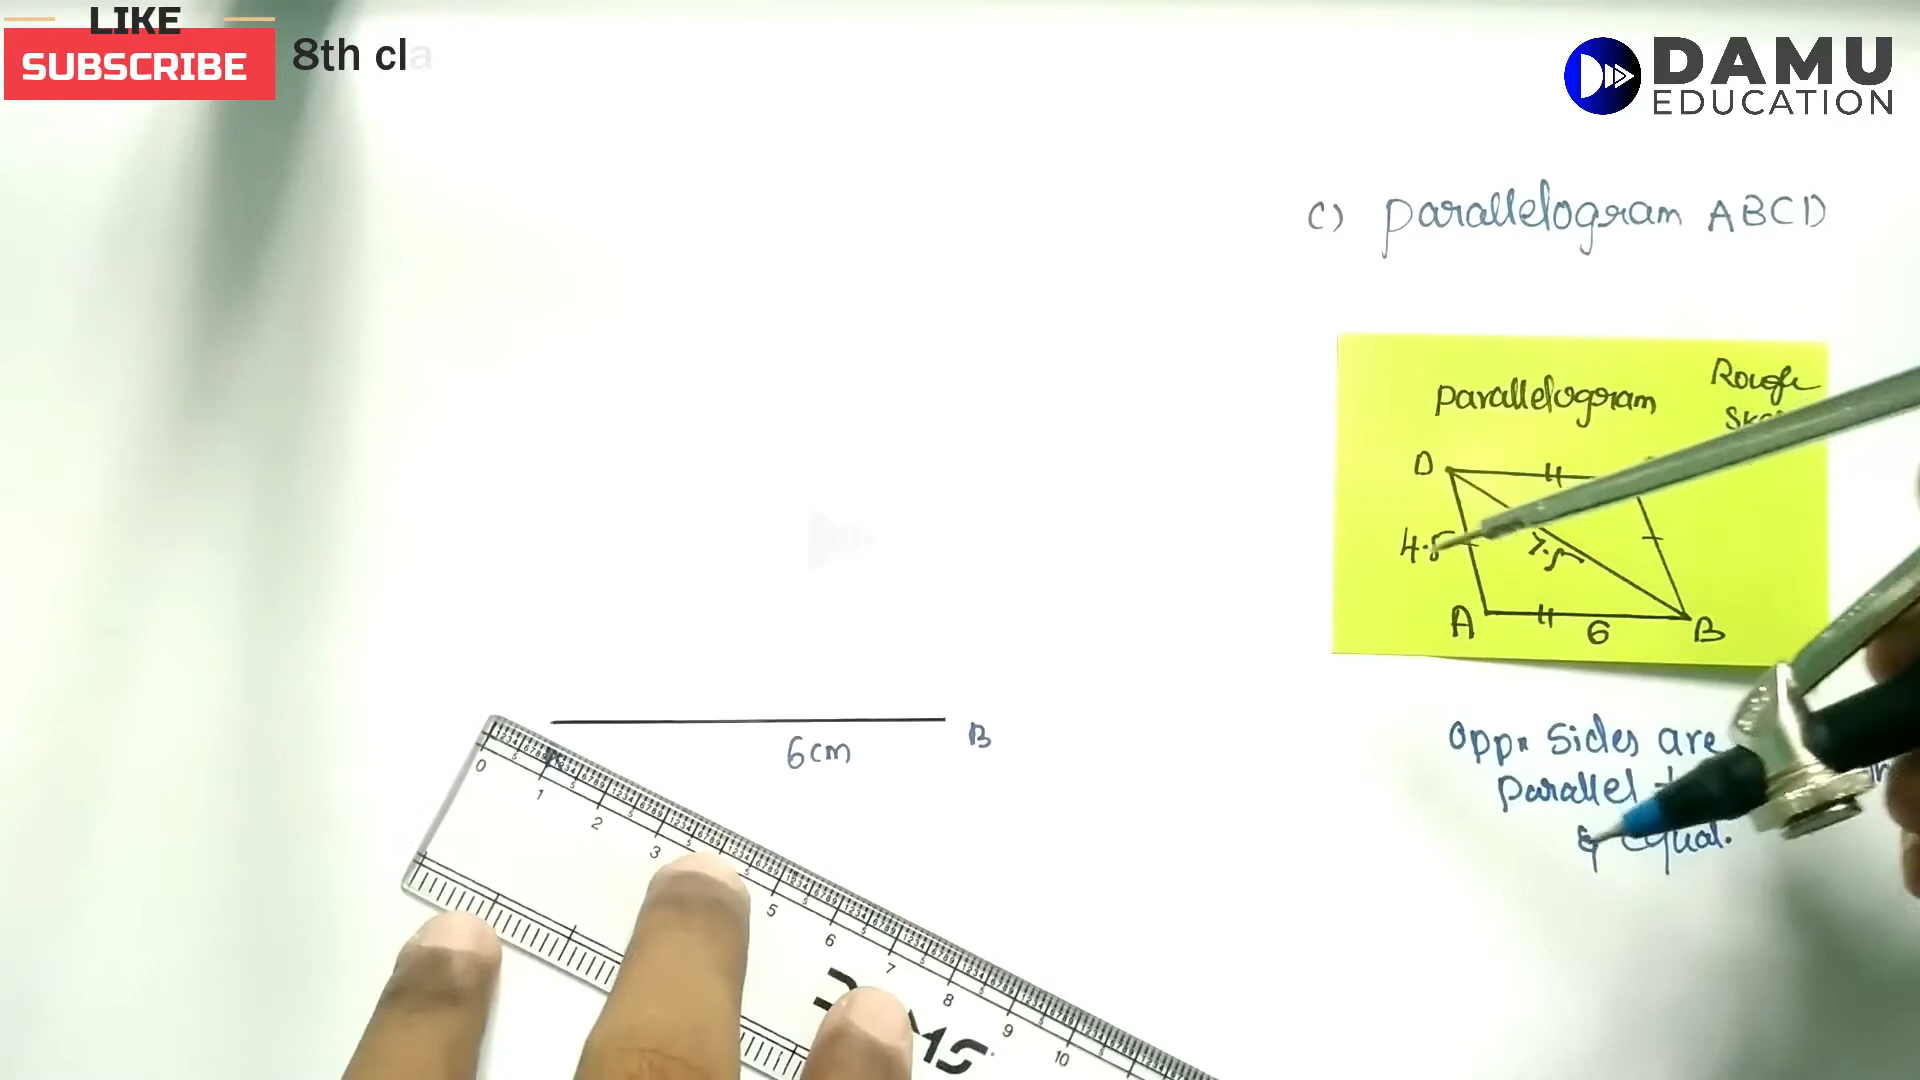 LIKE
SUBSCRIBE
8th cla
DAMU
EDUCATION
c) parallelogram ABCD
parallelogram
Rough
D
4.5
7.5
A
6
B
6cm
B
Opp. Sides are
parallel
& equal.
0 1 2 3 5 6 7 8 9 10